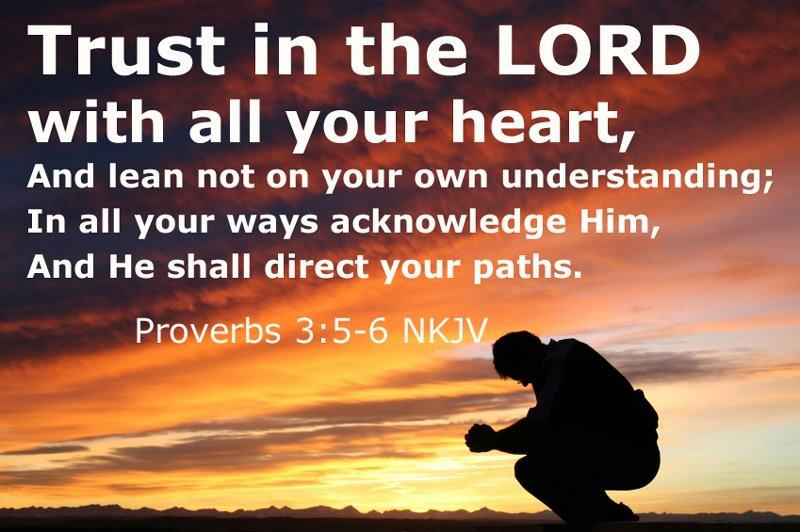 Trust in the LORD
with all your heart,
And lean not on your own understanding;
In all your ways acknowledge Him,
And He shall direct your paths.
Proverbs 3:5-6 NKJV